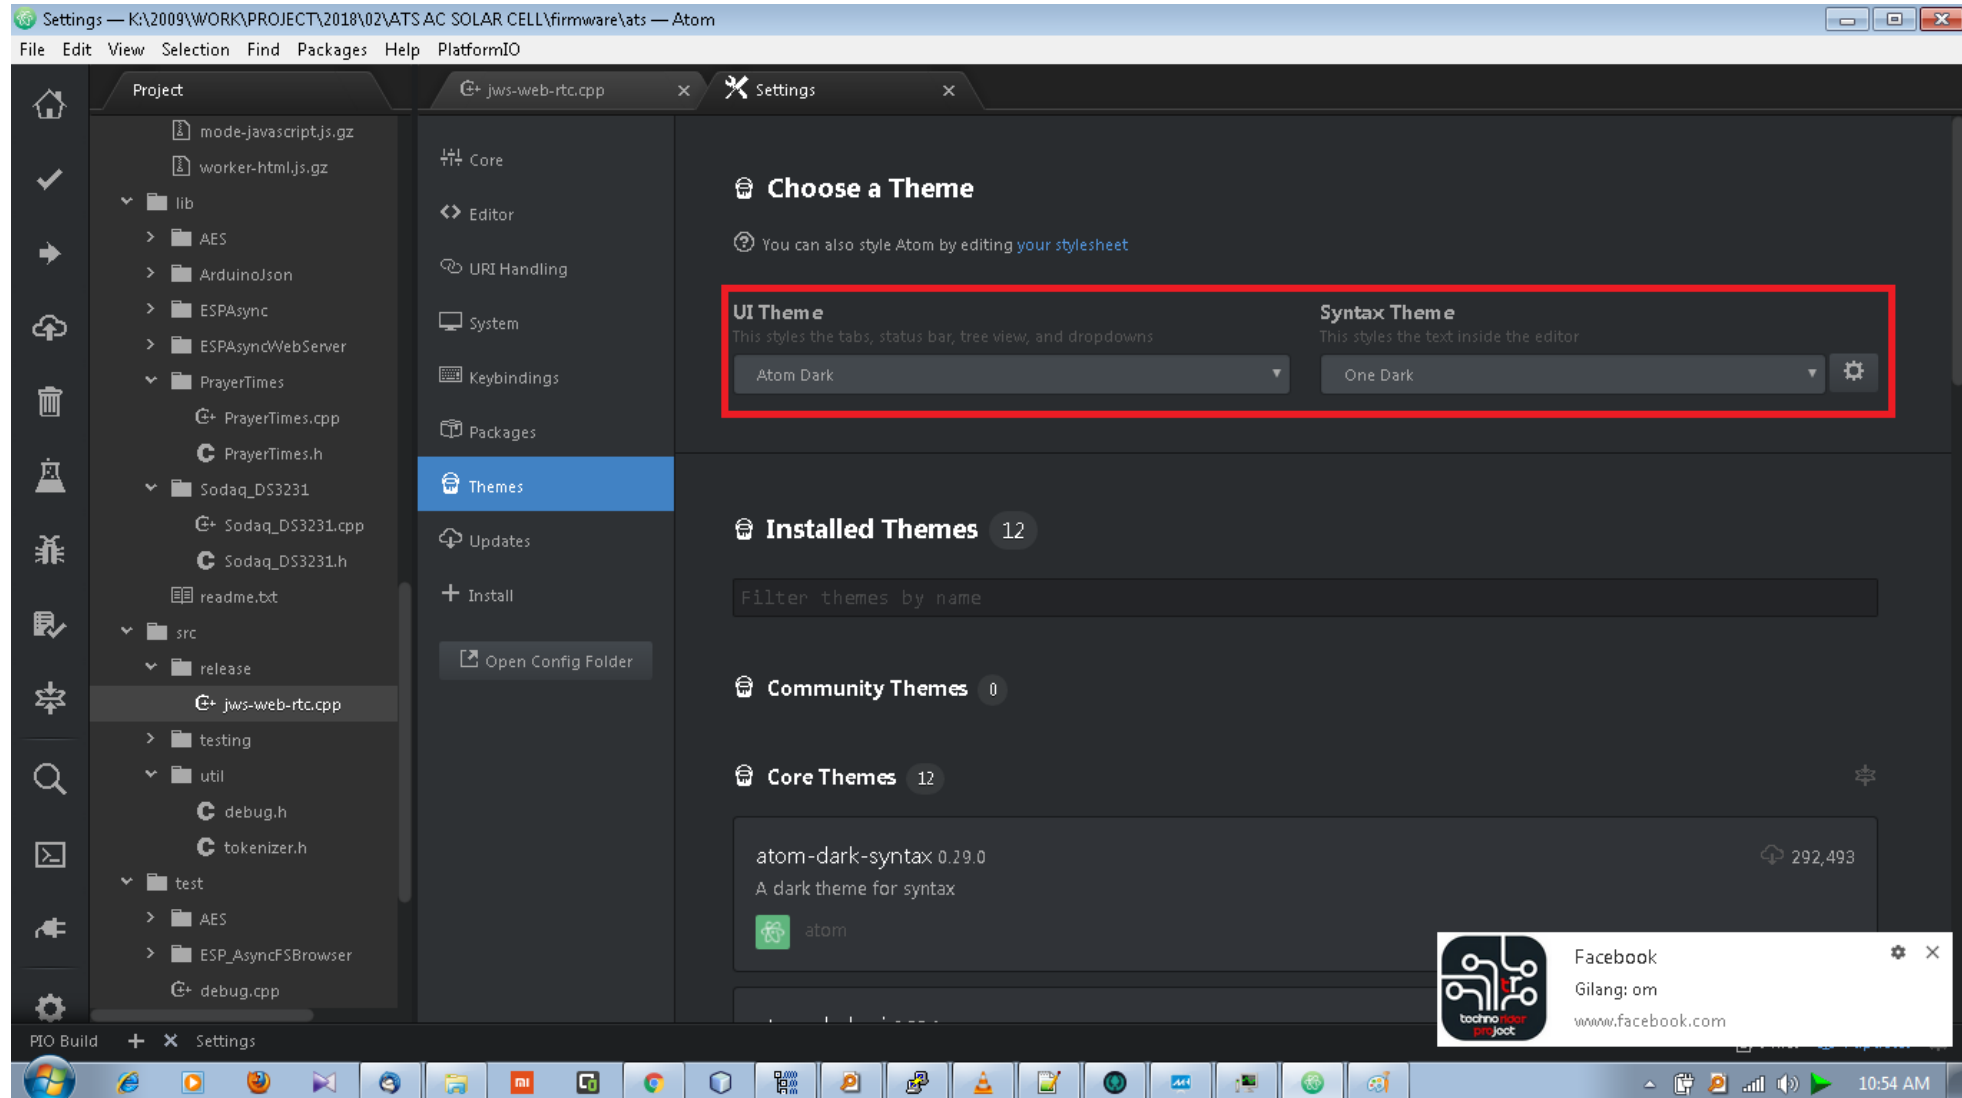 Settings — K:\2009\WORK\PROJECT\2018\02\ATS AC SOLAR CELL\firmware\ats — Atom
File Edit View Selection Find Packages Help PlatformIO
Project
jws-web-rtc.cpp
Settings
mode-javascript.js.gz
worker-html.js.gz
lib
AES
ArduinoJson
ESPAsync
ESPAsyncWebServer
PrayerTimes
PrayerTimes.cpp
PrayerTimes.h
Sodaq_DS3231
Sodaq_DS3231.cpp
Sodaq_DS3231.h
readme.txt
src
release
jws-web-rtc.cpp
testing
util
debug.h
tokenizer.h
test
AES
ESP_AsyncFSBrowser
debug.cpp
Core
Editor
URI Handling
System
Keybindings
Packages
Themes
Updates
Install
Open Config Folder
Choose a Theme
You can also style Atom by editing your stylesheet
UI Theme
This styles the tabs, status bar, tree view, and dropdowns
Atom Dark
Syntax Theme
This styles the text inside the editor
One Dark
Installed Themes 12
Filter themes by name
Community Themes 0
Core Themes 12
atom-dark-syntax 0.29.0
292,493
A dark theme for syntax
atom
Facebook
Gilang: om
www.facebook.com
techno rider
project
PIO Build
Settings
10:54 AM